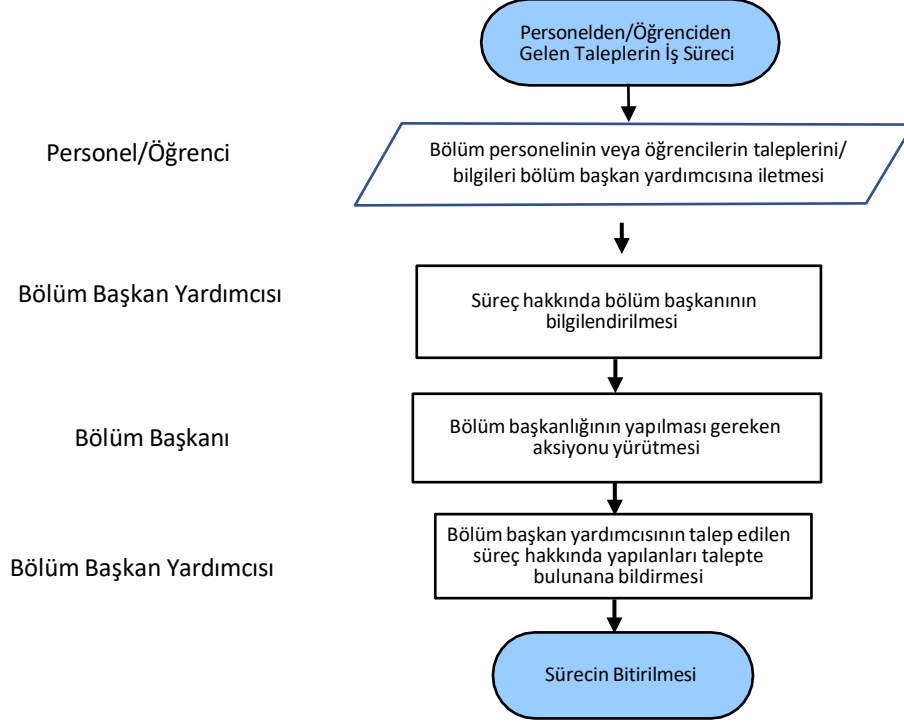 Personelden/Öğrenciden
Gelen Taleplerin İş Süreci
Personel/Öğrenci
Bölüm personelinin veya öğrencilerin taleplerini/
bilgileri bölüm başkan yardımcısına iletmesi
Bölüm Başkan Yardımcısı
Süreç hakkında bölüm başkanının
bilgilendirilmesi
Bölüm Başkanı
Bölüm başkanlığının yapılması gereken
aksiyonu yürütmesi
Bölüm Başkan Yardımcısı
Bölüm başkan yardımcısının talep edilen
süreç hakkında yapılanları talepte
bulunana bildirmesi
Sürecin Bitirilmesi